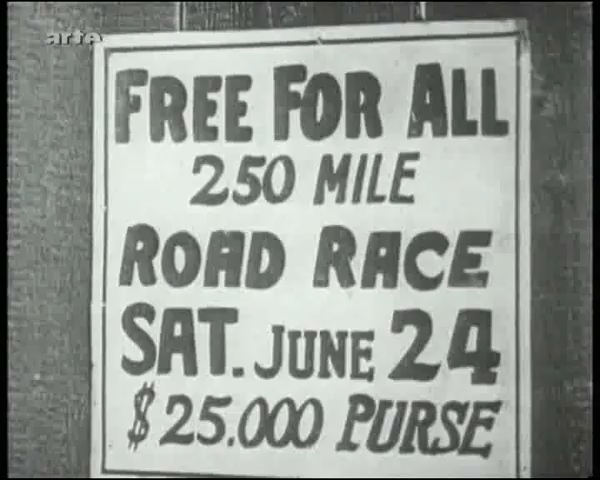 arte
FREE FOR ALL
250 MILE
ROAD RACE
SAT. JUNE 24
$25.000 PURSE